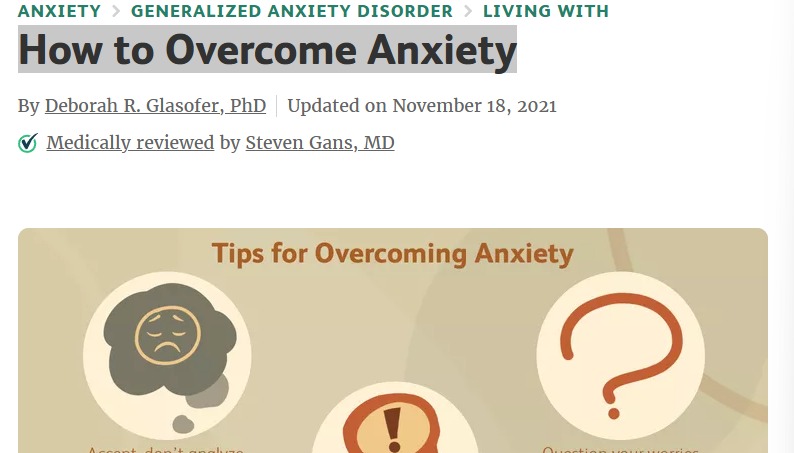 ANXIETY > GENERALIZED ANXIETY DISORDER > LIVING WITH
How to Overcome Anxiety
By Deborah R. Glasofer, PhD | Updated on November 18, 2021
Medically reviewed by Steven Gans, MD
Tips for Overcoming Anxiety
!
?
Accept, don't analyze
Question your worries